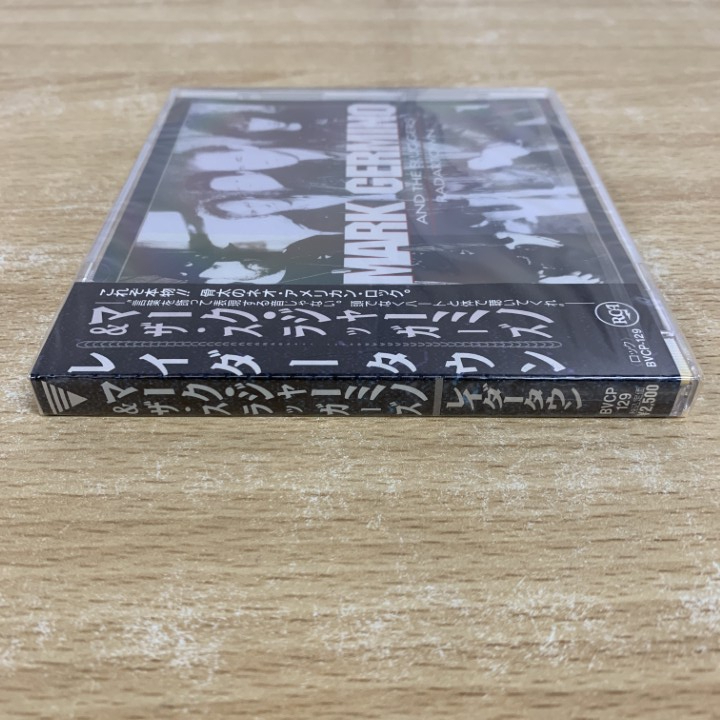 MARK GERMINO
AND THE SLUGGERS
RADARTOWN
これぞ本物!! 骨太のネオ・アメリカン・ロック。
マーク・ジャーミノ
&ザ・スラッガーズ
レイダータウン
RCA
ロック
BVCP-129
マーク・ジャーミノ
&ザ・スラッガーズ
レイダータウン
BVCP
129
¥2,500